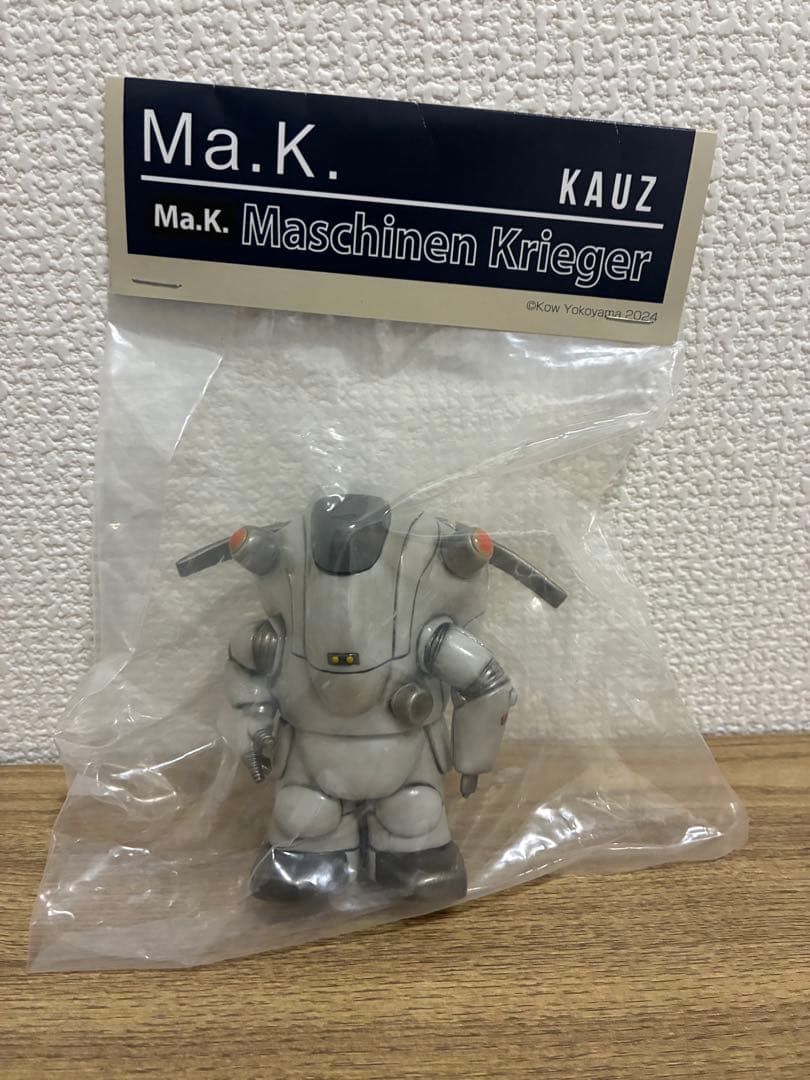 Ma.K.
KAUZ
Ma.K. Maschinen Krieger
©Kow Yokoyama 2024